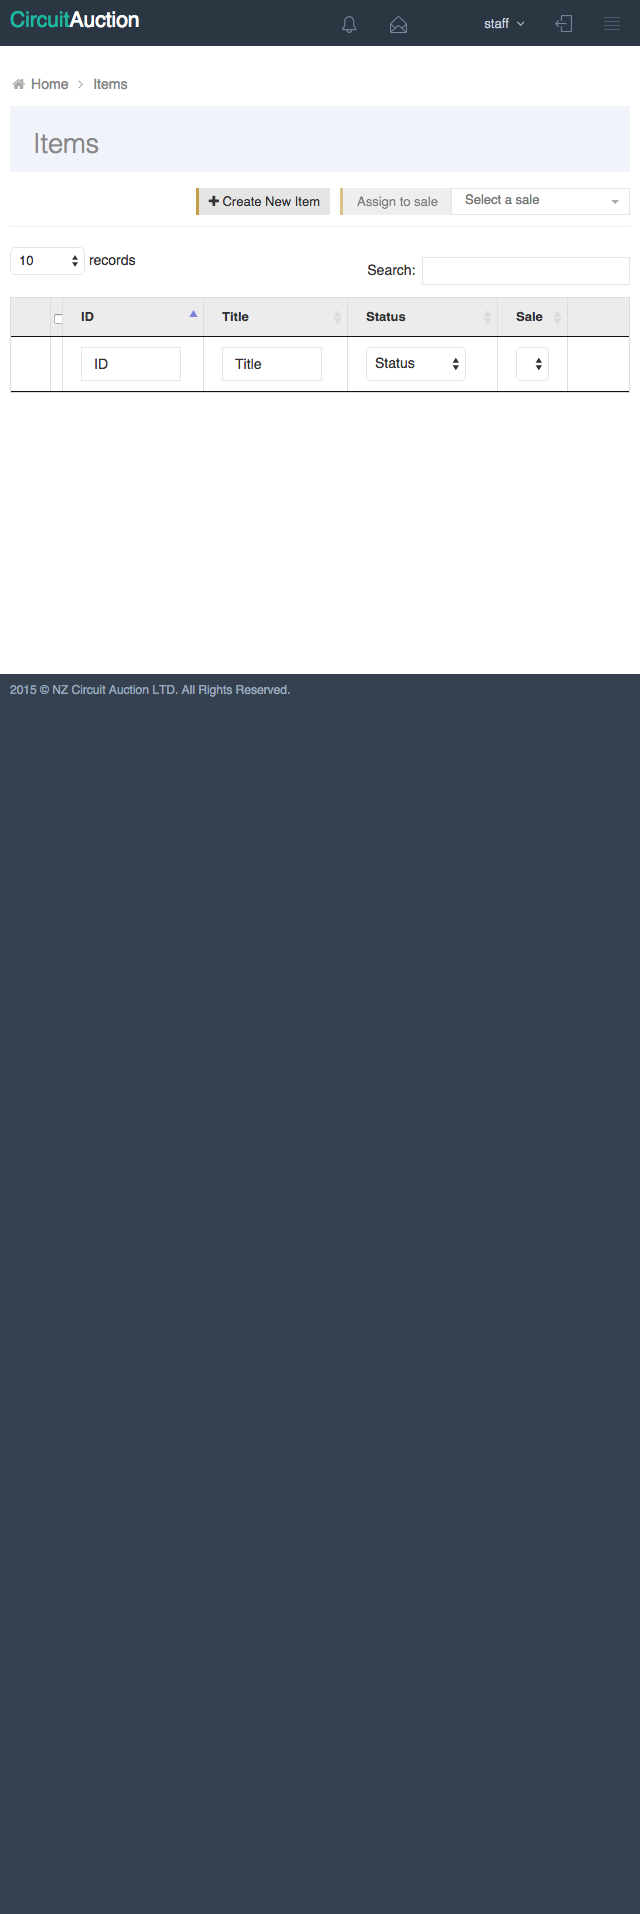 CircuitAuction
staff
Home > Items
Items
Create New Item
Assign to sale
Select a sale
10 records
Search:
ID Title Status Sale
ID Title Status
2015 © NZ Circuit Auction LTD. All Rights Reserved.